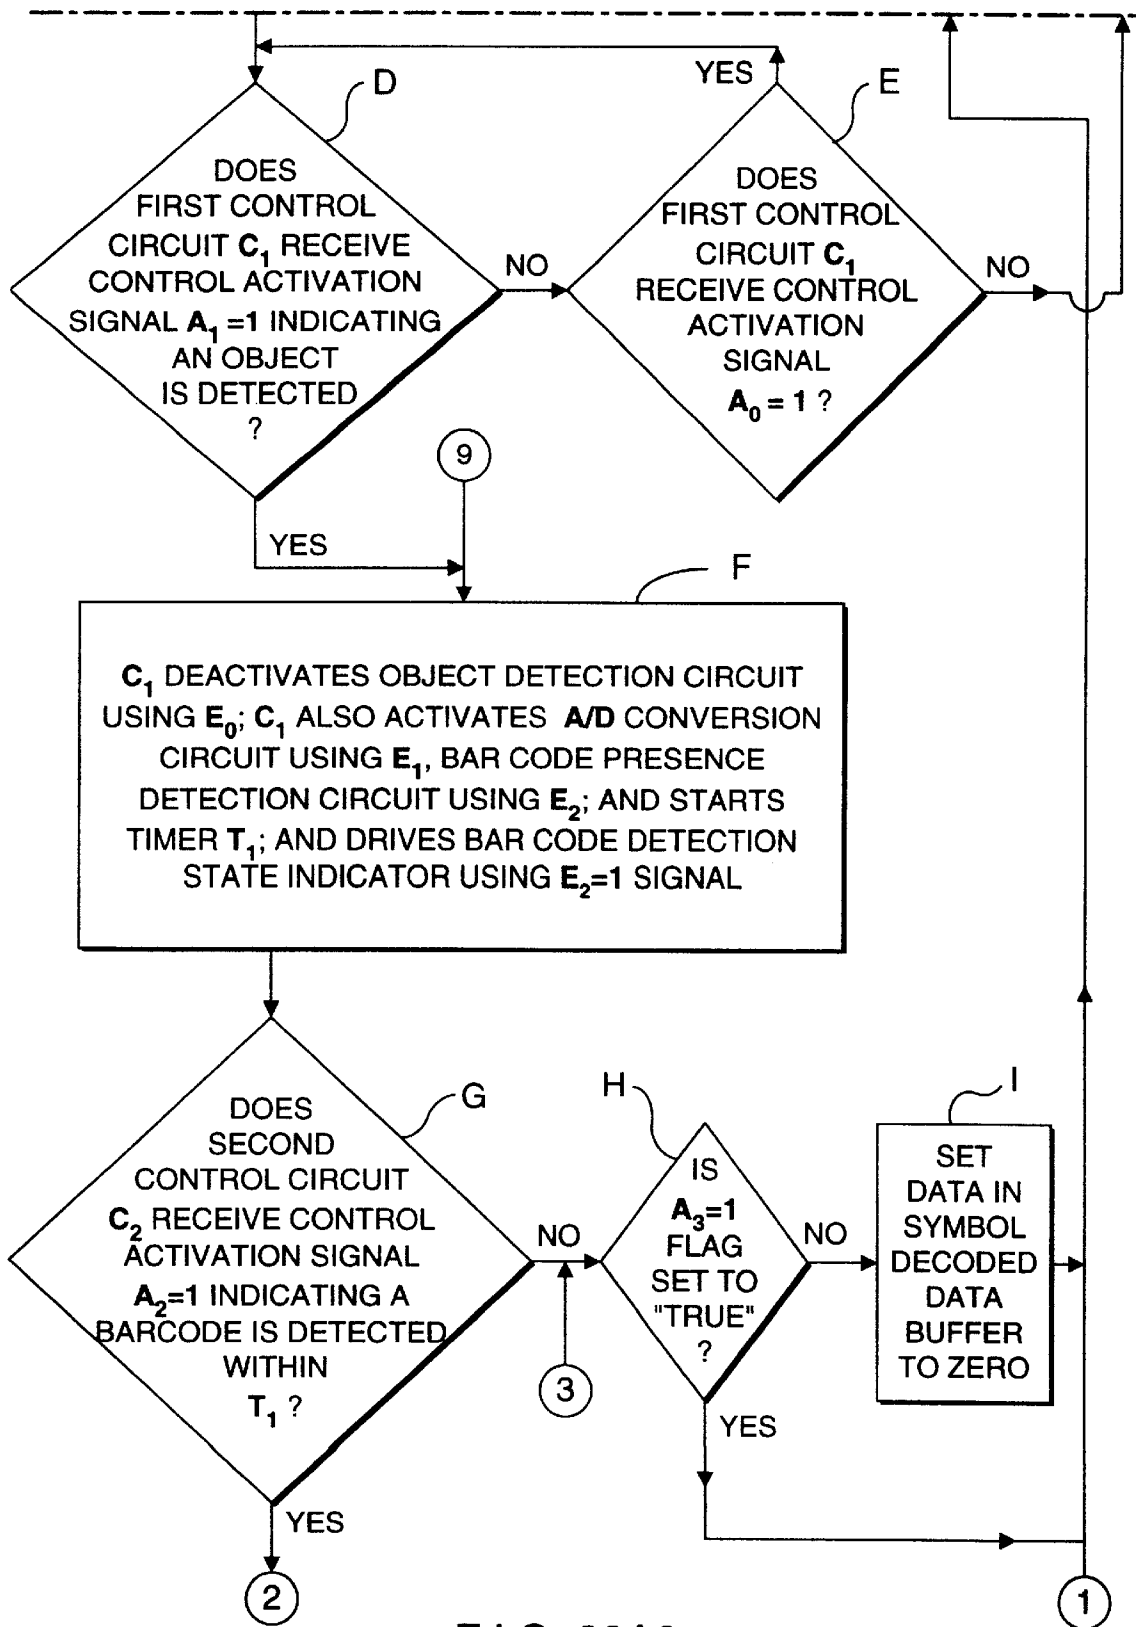 YES
D
E
DOES
FIRST CONTROL
CIRCUIT C1 RECEIVE
CONTROL ACTIVATION
SIGNAL A1 =1 INDICATING
AN OBJECT
IS DETECTED
?
NO
DOES
FIRST CONTROL
CIRCUIT C1
RECEIVE CONTROL
ACTIVATION
SIGNAL
A0 = 1 ?
NO
9
YES
F
C1 DEACTIVATES OBJECT DETECTION CIRCUIT
USING E0; C1 ALSO ACTIVATES A/D CONVERSION
CIRCUIT USING E1, BAR CODE PRESENCE
DETECTION CIRCUIT USING E2; AND STARTS
TIMER T1; AND DRIVES BAR CODE DETECTION
STATE INDICATOR USING E2=1 SIGNAL
G
DOES
SECOND
CONTROL CIRCUIT
C2 RECEIVE CONTROL
ACTIVATION SIGNAL
A2=1 INDICATING A
BARCODE IS DETECTED
WITHIN
T1 ?
NO
3
H
IS
A3=1
FLAG
SET TO
"TRUE"
?
NO
I
SET
DATA IN
SYMBOL
DECODED
DATA
BUFFER
TO ZERO
YES
YES
2
1